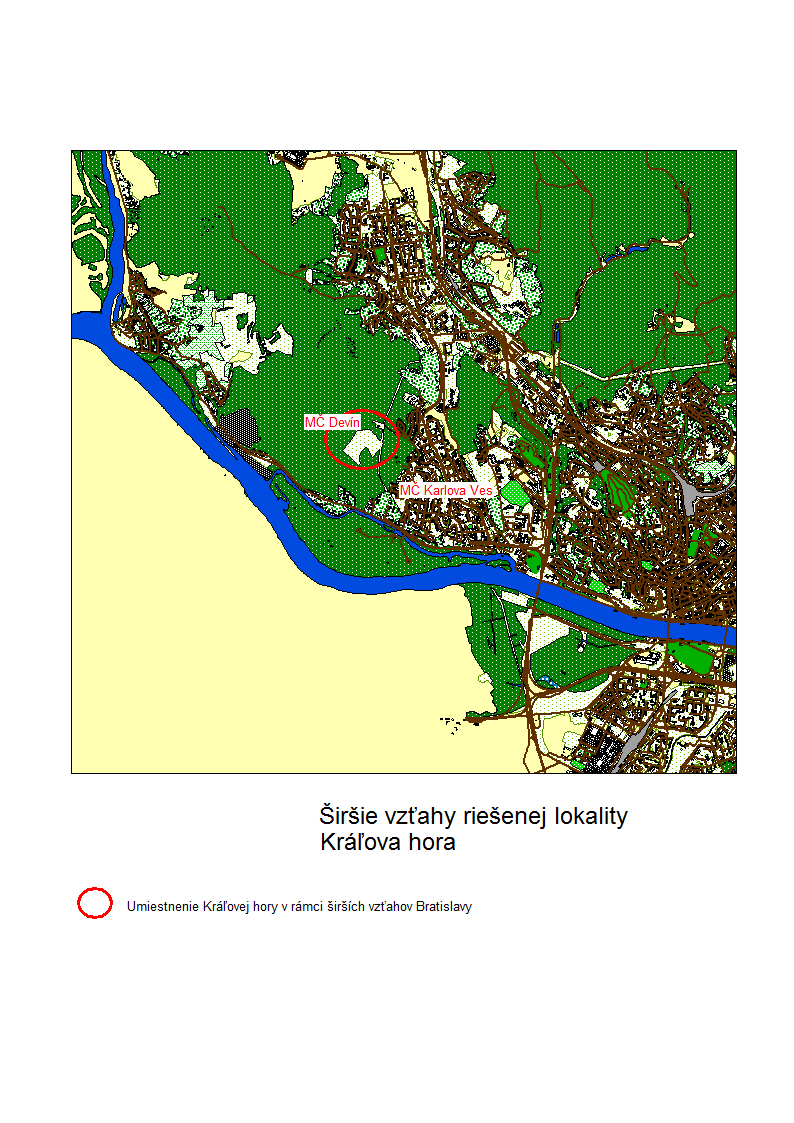 MČ Devín
MČ Karlova Ves
Širšie vzťahy riešenej lokality
Kráľova hora
Umiestnenie Kráľovej hory v rámci širších vzťahov Bratislavy